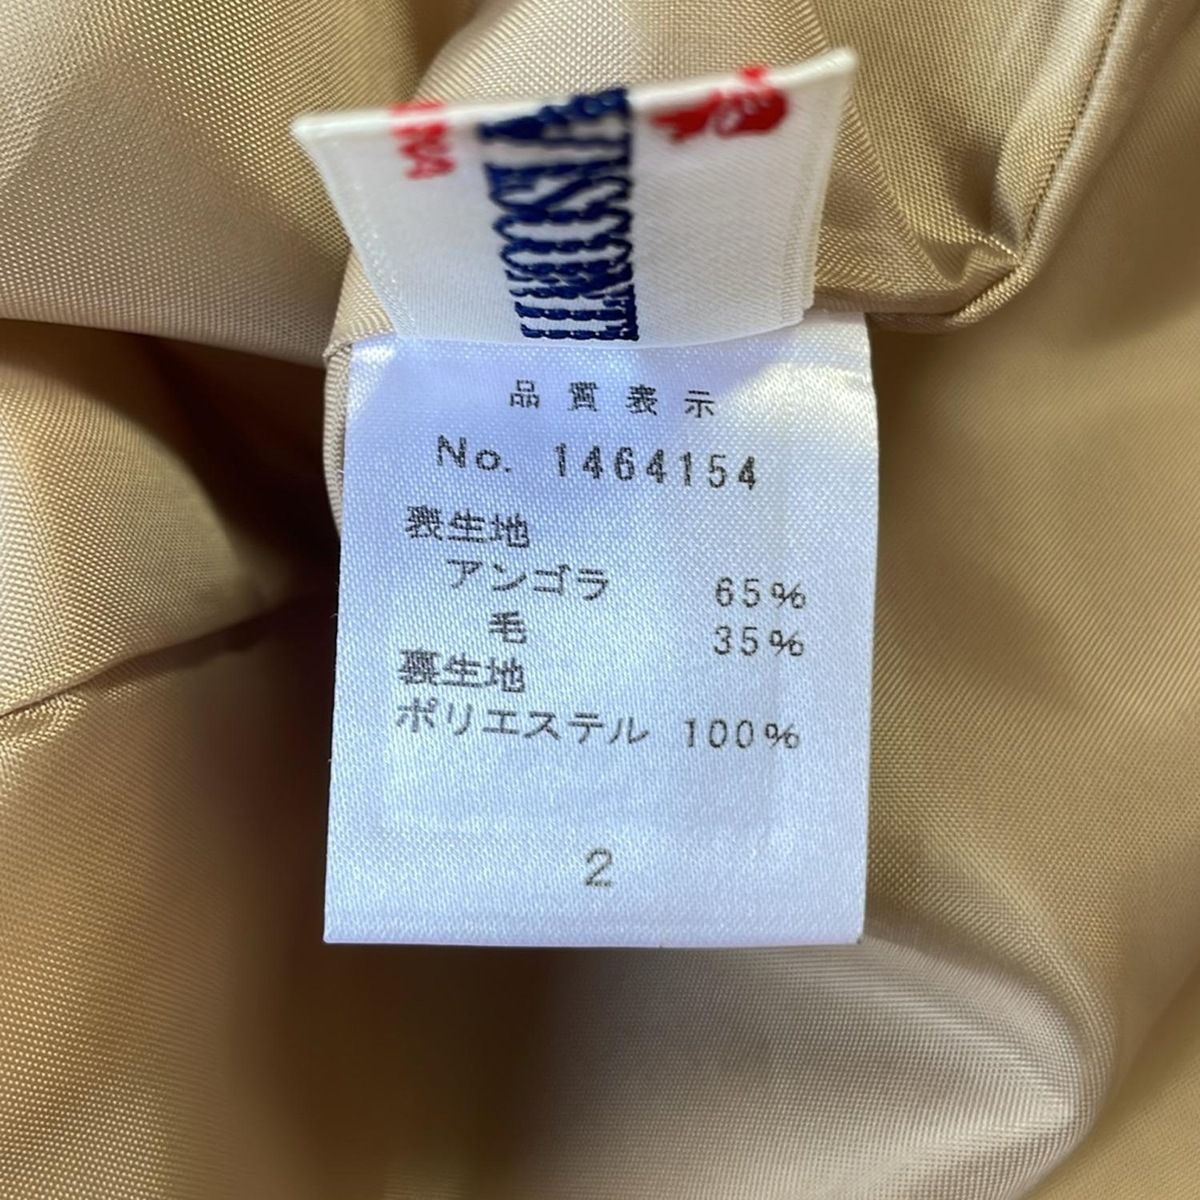 品質表示
No. 1464154
表生地
アンゴラ 65%
毛 35%
裏生地
ポリエステル 100%
2